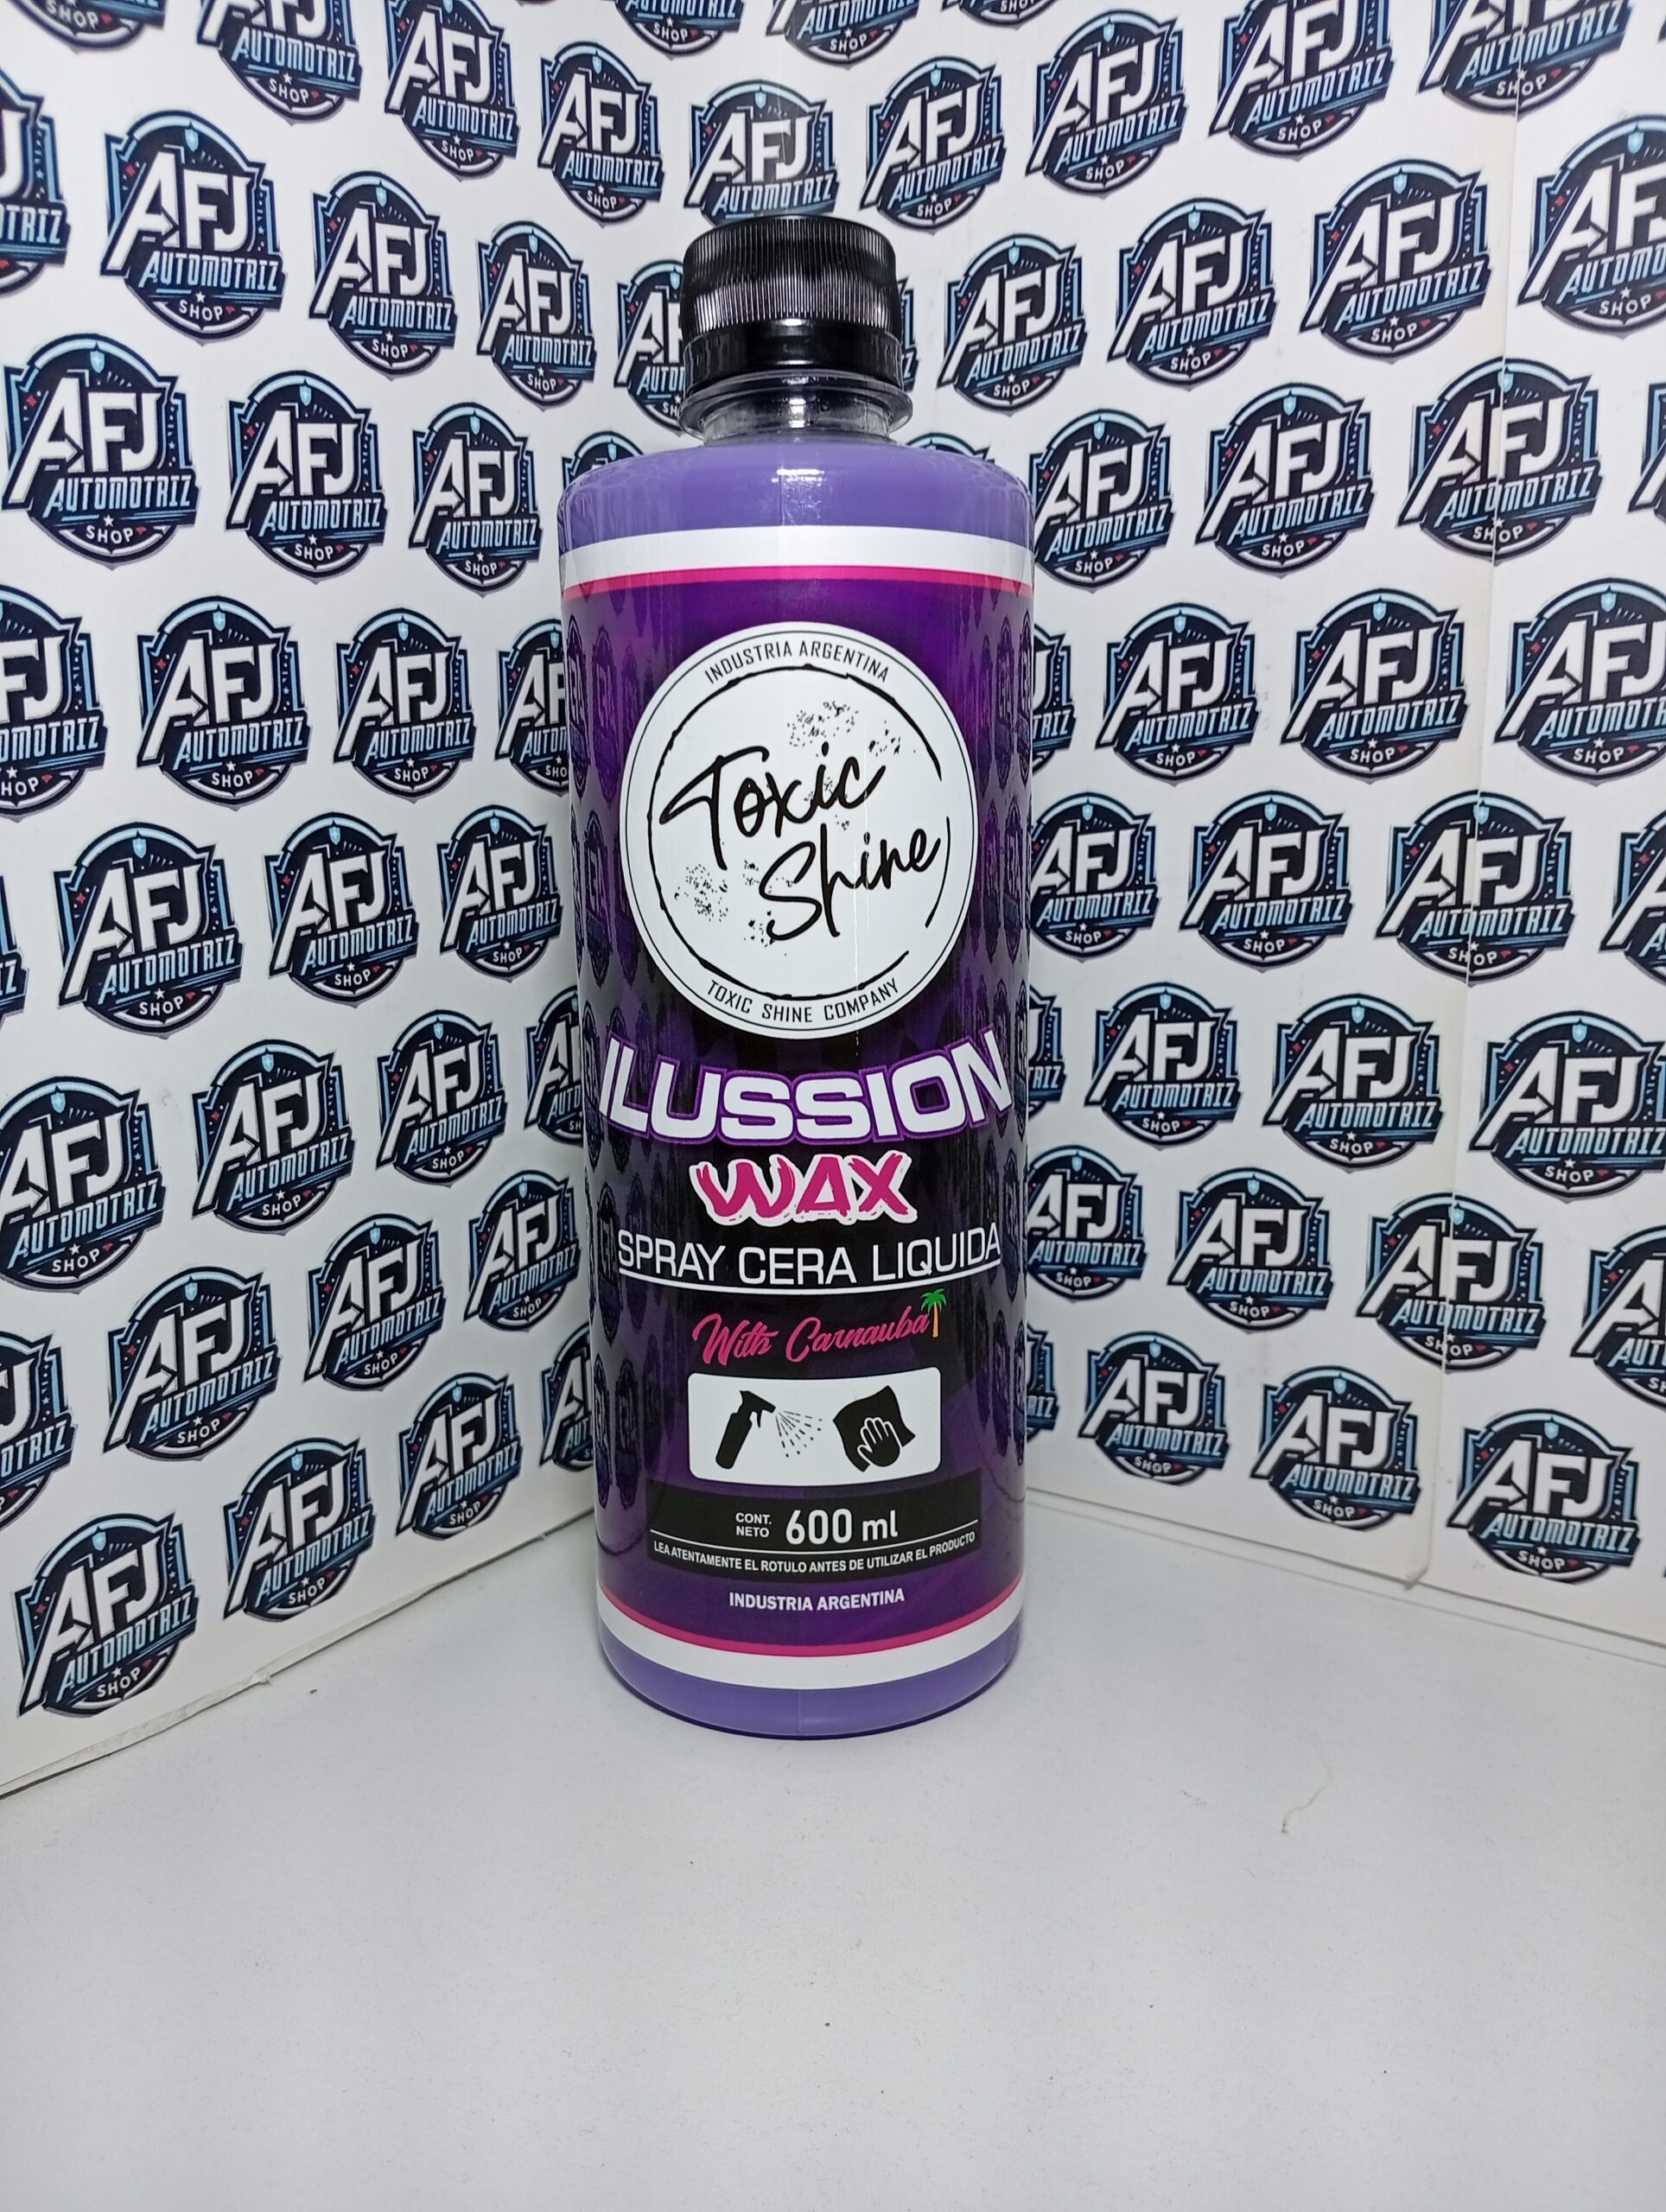 AFJ
AUTOMOTRIZ
SHOP
INDUSTRIA ARGENTINA
Toxic
Shine
TOXIC SHINE COMPANY
ILUSSION
WAX
SPRAY CERA LIQUIDA
With Carnauba
CONT.
NETO 600 ml
LEA ATENTAMENTE EL ROTULO ANTES DE UTILIZAR EL PRODUCTO
INDUSTRIA ARGENTINA